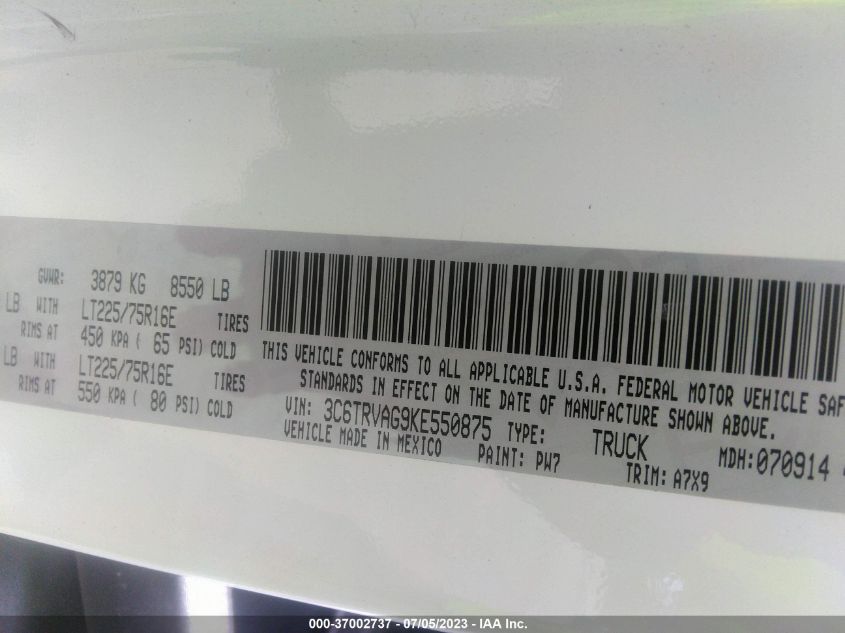 GVWR: 3879 KG 8550 LB
LB WITH LT225/75R16E TIRES
RIMS AT 450 KPA ( 65 PSI) COLD
LB WITH LT225/75R16E TIRES
RIMS AT 550 KPA ( 80 PSI) COLD
THIS VEHICLE CONFORMS TO ALL APPLICABLE U.S.A. FEDERAL MOTOR VEHICLE SAF
STANDARDS IN EFFECT ON THE DATE OF MANUFACTURE SHOWN ABOVE.
VIN: 3C6TRVAG9KE550875 TYPE: TRUCK MDH:070914
VEHICLE MADE IN MEXICO PAINT: PW7 TRIM: A7X9
000-37002737 - 07/05/2023 - IAA Inc.